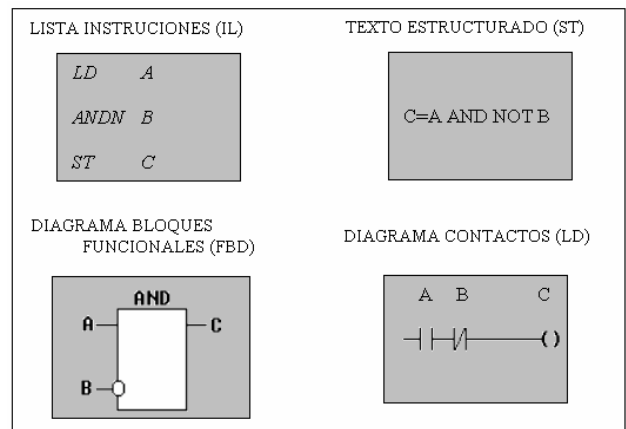 LISTA INSTRUCIONES (IL)
LD A
ANDN B
ST C
TEXTO ESTRUCTURADO (ST)
C=A AND NOT B
DIAGRAMA BLOQUES
FUNCIONALES (FBD)
AND
A
C
B
DIAGRAMA CONTACTOS (LD)
A B C